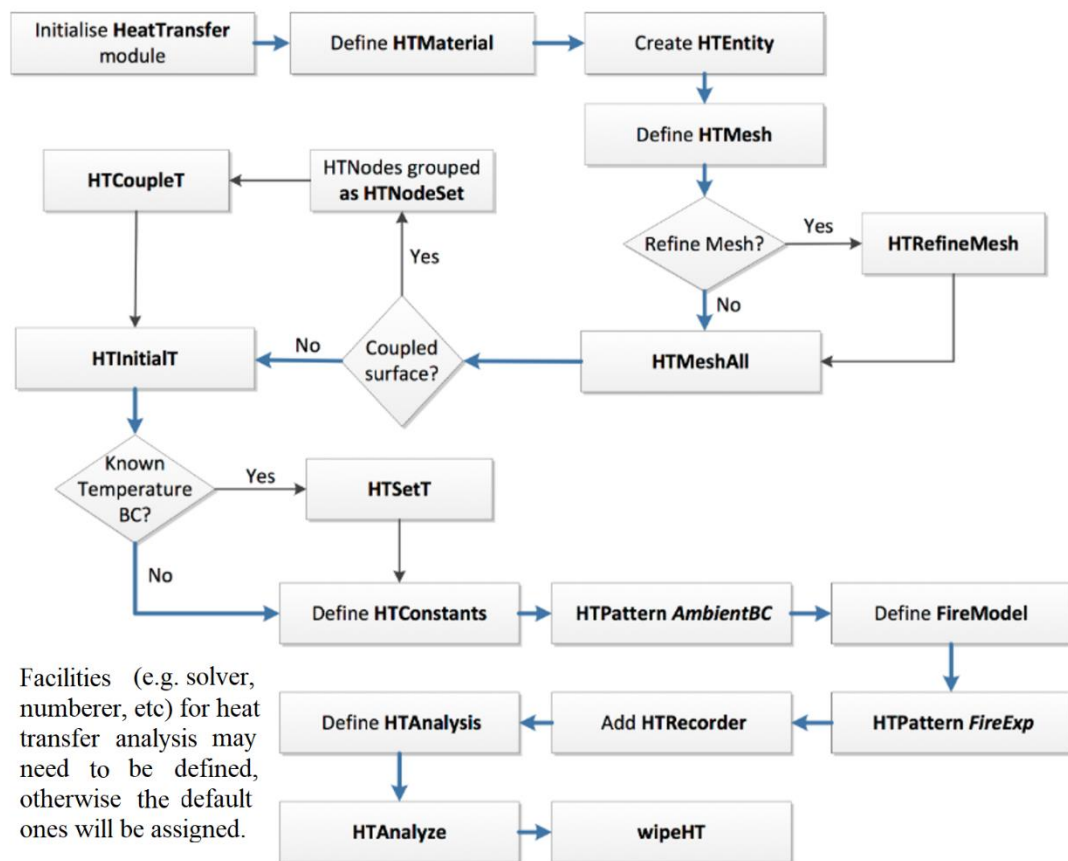 Initialise HeatTransfer
module
Define HTMaterial
Create HTEntity
Define HTMesh
HTCoupleT
HTNodes grouped
as HTNodeSet
Refine Mesh?
Yes
HTRefineMesh
Yes
No
HTInitialT
No
Coupled
surface?
HTMeshAll
Known
Temperature
BC?
Yes
HTSetT
No
Define HTConstants
HTPattern AmbientBC
Define FireModel
Facilities (e.g. solver,
numberer, etc) for heat
transfer analysis may
need to be defined,
otherwise the default
ones will be assigned.
Define HTAnalysis
Add HTRecorder
HTPattern FireExp
HTAnalyze
wipeHT